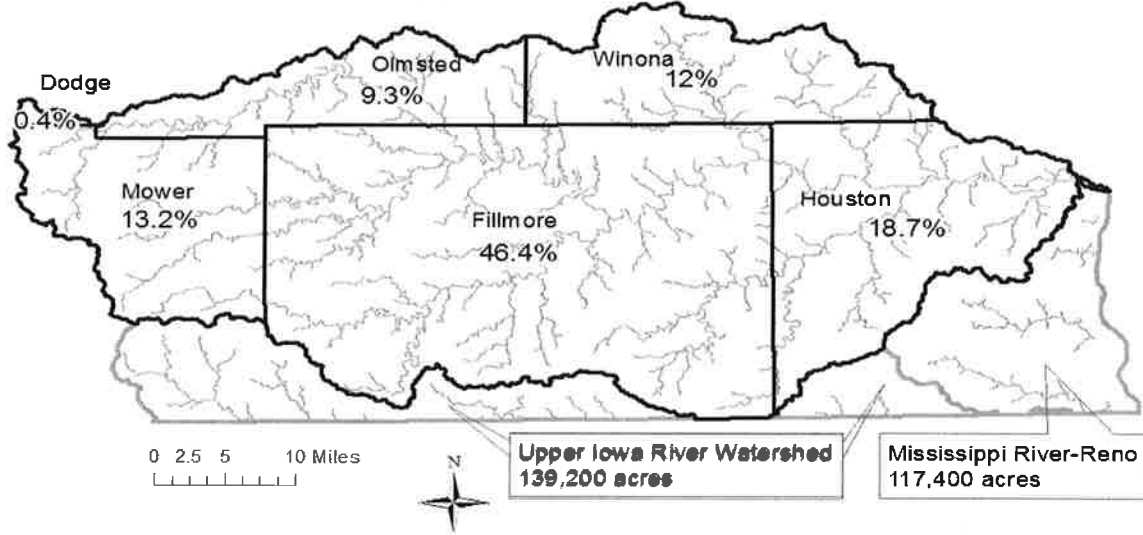 Dodge
0.4%
Olmsted
9.3%
Winona
12%
Mower
13.2%
Fillmore
46.4%
Houston
18.7%
0 2.5 5 10 Miles
N
Upper Iowa River Watershed
139,200 acres
Mississippi River-Reno
117,400 acres